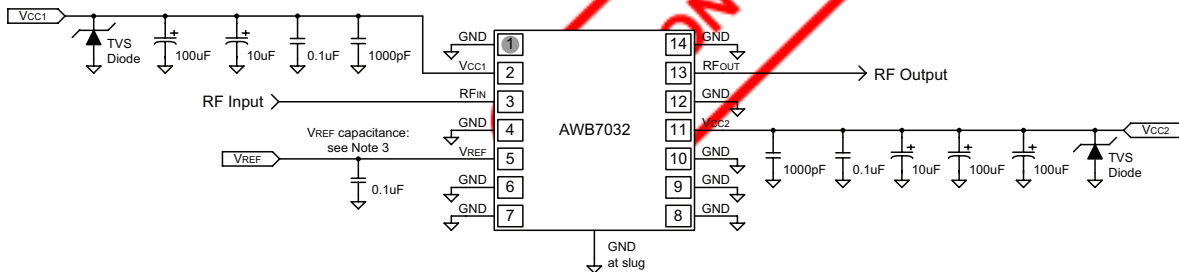 VCC1
TVS
Diode
100uF
10uF
0.1uF
1000pF
RF Input
VREF capacitance:
see Note 3
VREF
0.1uF
GND
VCC1
RFIN
GND
VREF
GND
GND
1
2
3
4
5
6
7
AWB7032
14
13
12
11
10
9
8
GND
RFOUT
GND
VCC2
GND
GND
GND
RF Output
VCC2
1000pF
0.1uF
10uF
100uF
100uF
TVS
Diode
GND
at slug